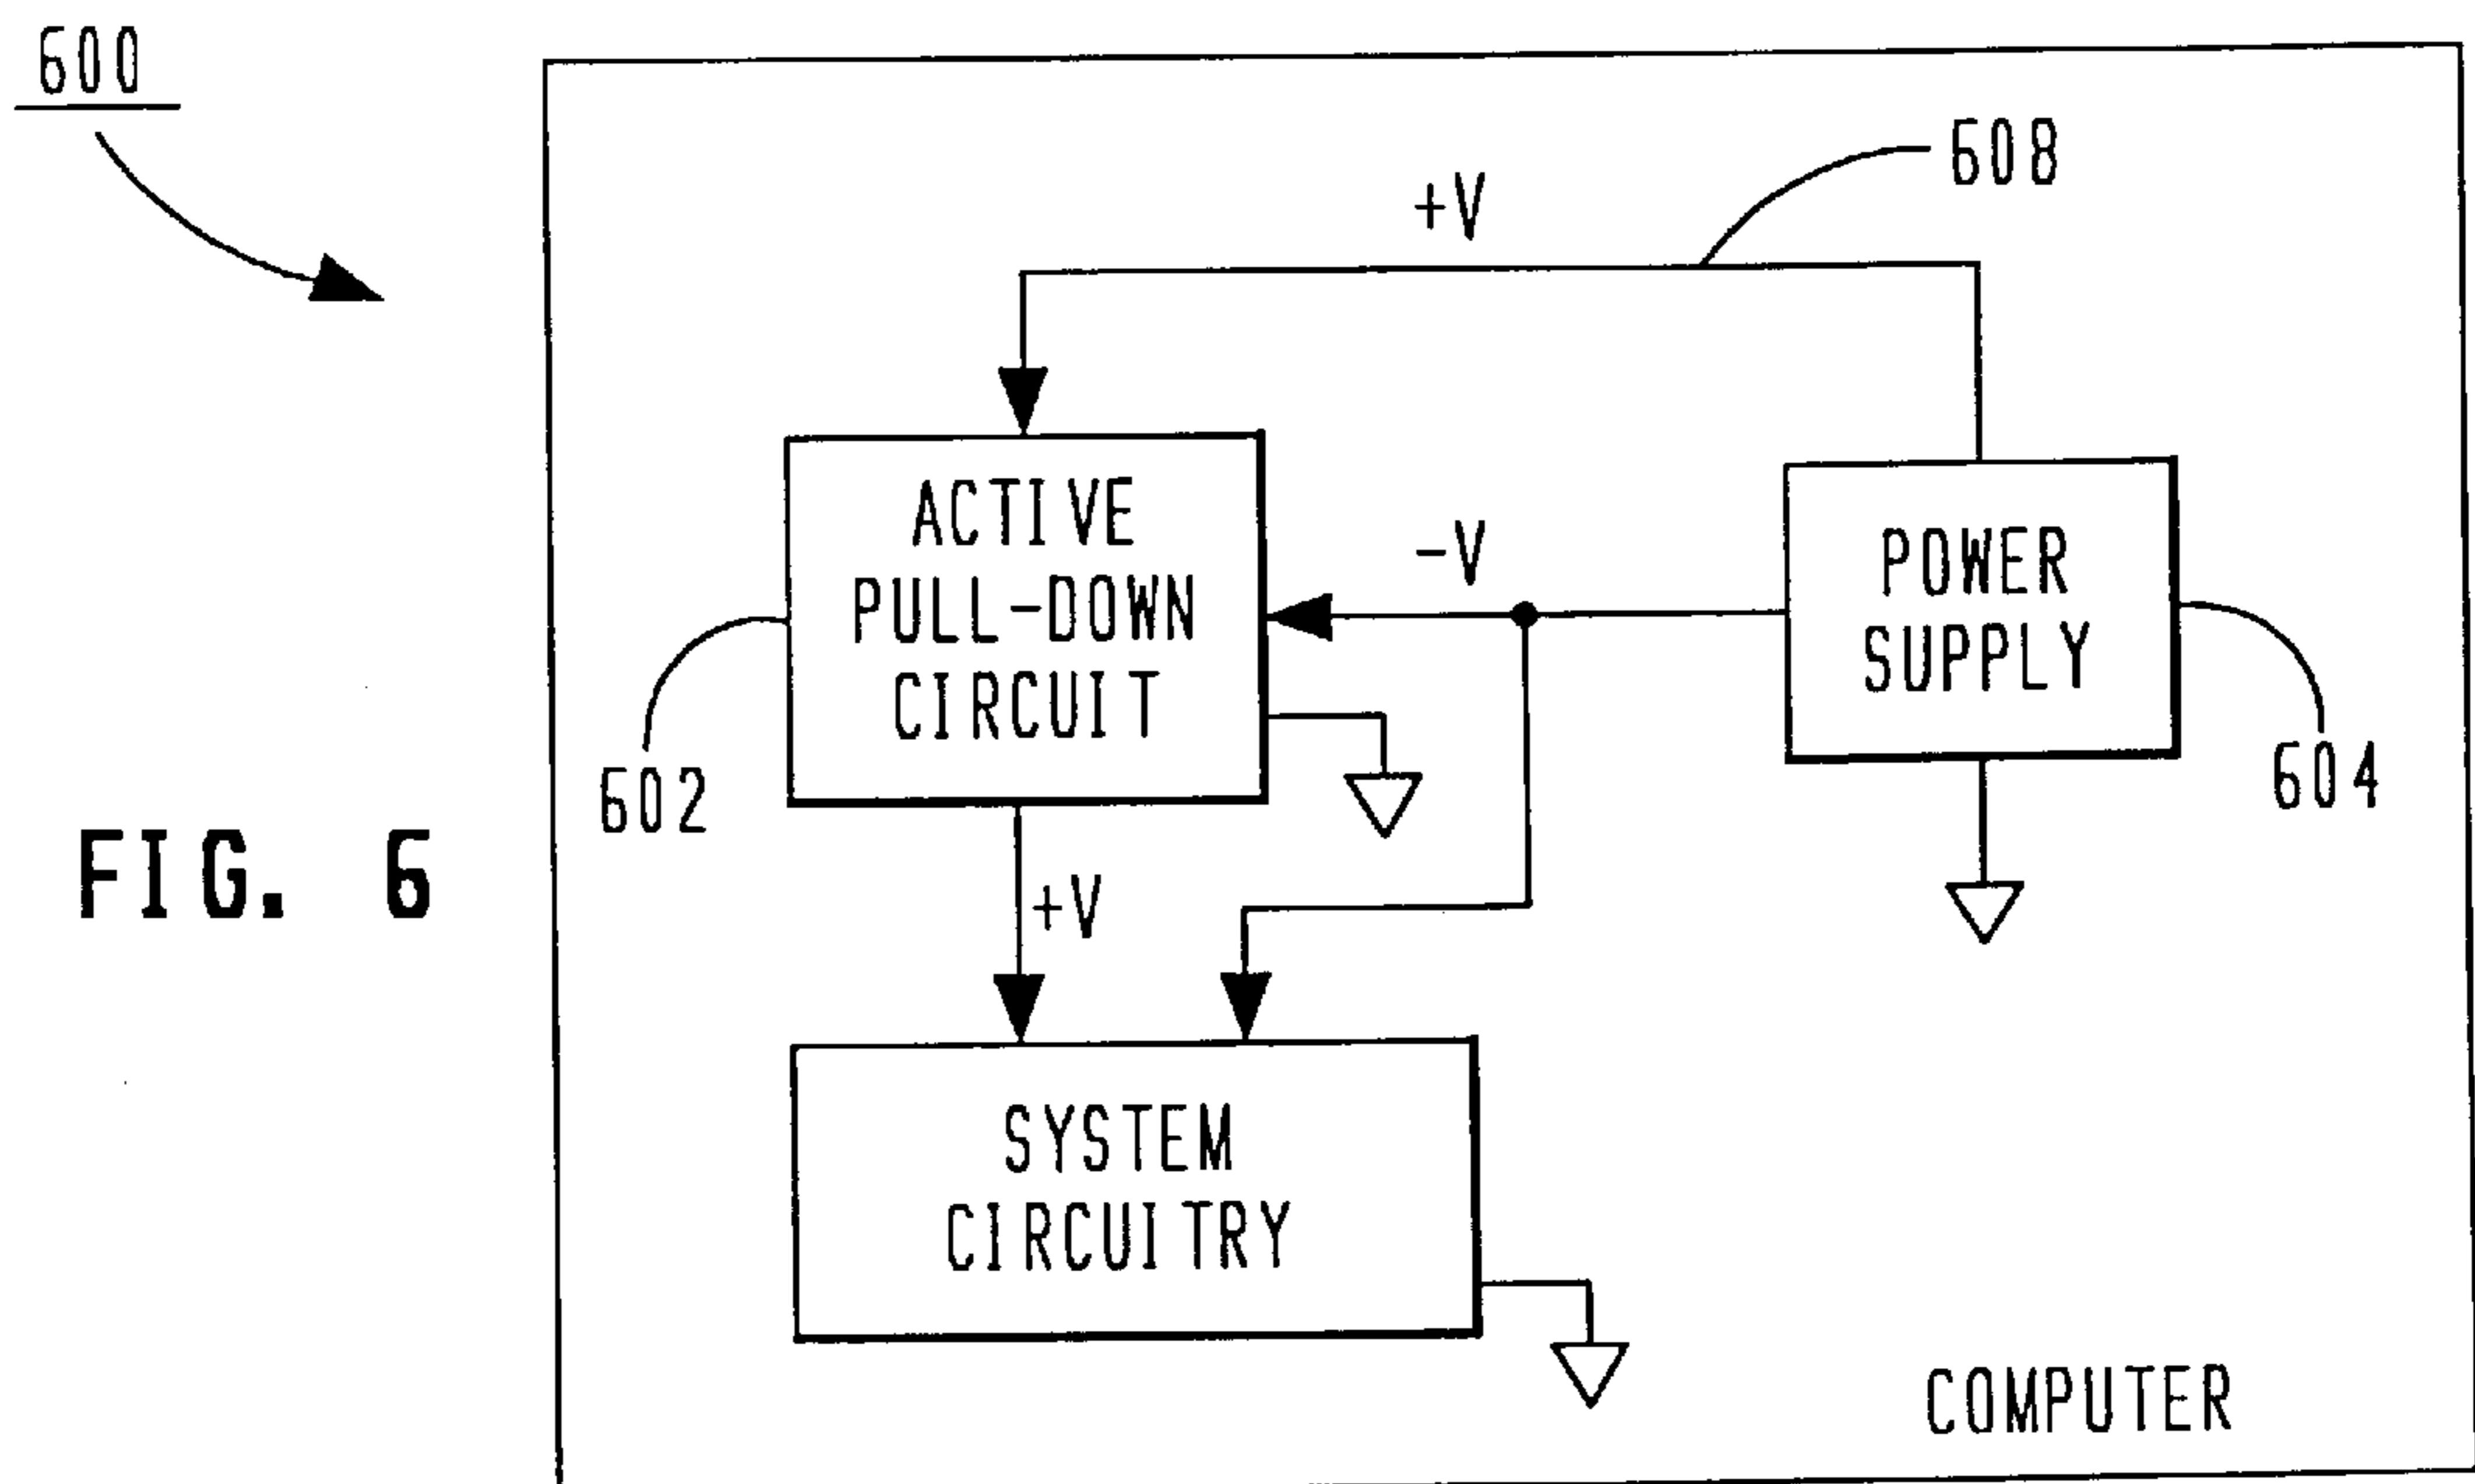 600
608
+V
ACTIVE
PULL-DOWN
CIRCUIT
-V
POWER
SUPPLY
602
604
FIG. 6
+V
SYSTEM
CIRCUITRY
COMPUTER